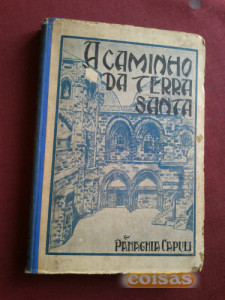 A CAMINHO
DA TERRA
SANTA
PANAGHIA CAPULI
coisas